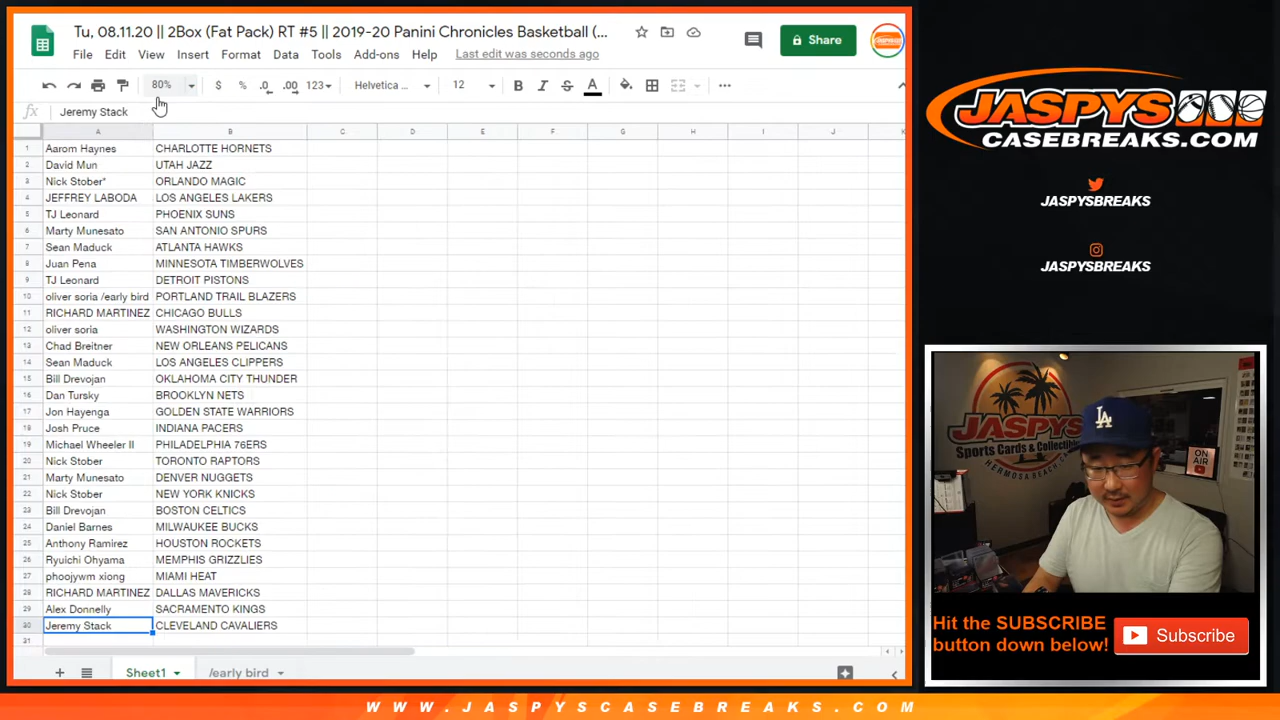 Tu, 08.11.20 || 2Box (Fat Pack) RT #5 || 2019-20 Panini Chronicles Basketball (...
File Edit View Insert Format Data Tools Add-ons Help Last edit was seconds ago
Share
80% $ % .0 .00 123 Helvetica ... 12 B I S A
fx Jeremy Stack
A B C D E F G H I J K
1 Aarom Haynes CHARLOTTE HORNETS
2 David Mun UTAH JAZZ
3 Nick Stober* ORLANDO MAGIC
4 JEFFREY LABODA LOS ANGELES LAKERS
5 TJ Leonard PHOENIX SUNS
6 Marty Munesato SAN ANTONIO SPURS
7 Sean Maduck ATLANTA HAWKS
8 Juan Pena MINNESOTA TIMBERWOLVES
9 TJ Leonard DETROIT PISTONS
10 oliver soria /early bird PORTLAND TRAIL BLAZERS
11 RICHARD MARTINEZ CHICAGO BULLS
12 oliver soria WASHINGTON WIZARDS
13 Chad Breitner NEW ORLEANS PELICANS
14 Sean Maduck LOS ANGELES CLIPPERS
15 Bill Drevojan OKLAHOMA CITY THUNDER
16 Dan Tursky BROOKLYN NETS
17 Jon Hayenga GOLDEN STATE WARRIORS
18 Josh Pruce INDIANA PACERS
19 Michael Wheeler II PHILADELPHIA 76ERS
20 Nick Stober TORONTO RAPTORS
21 Marty Munesato DENVER NUGGETS
22 Nick Stober NEW YORK KNICKS
23 Bill Drevojan BOSTON CELTICS
24 Daniel Barnes MILWAUKEE BUCKS
25 Anthony Ramirez HOUSTON ROCKETS
26 Ryuichi Ohyama MEMPHIS GRIZZLIES
27 phoojywm xiong MIAMI HEAT
28 RICHARD MARTINEZ DALLAS MAVERICKS
29 Alex Donnelly SACRAMENTO KINGS
30 Jeremy Stack CLEVELAND CAVALIERS
31
Sheet1 /early bird
JASPYS
CASEBREAKS.COM
JASPYSBREAKS
JASPYSBREAKS
JASPYS
Sports Cards & Collectibles
HERMOSA BEACH, CA
LA
ON AIR
Hit the SUBSCRIBE
button down below!
Subscribe
WWW.JASPYSCASEBREAKS.COM